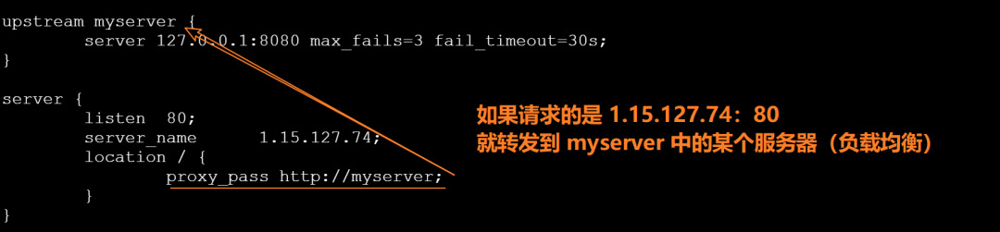 upstream myserver {
server 127.0.0.1:8080 max_fails=3 fail_timeout=30s;
}
server {
listen 80;
server_name 1.15.127.74;
location / {
proxy_pass http://myserver;
}
}
如果请求的是 1.15.127.74：80
就转发到 myserver 中的某个服务器（负载均衡）